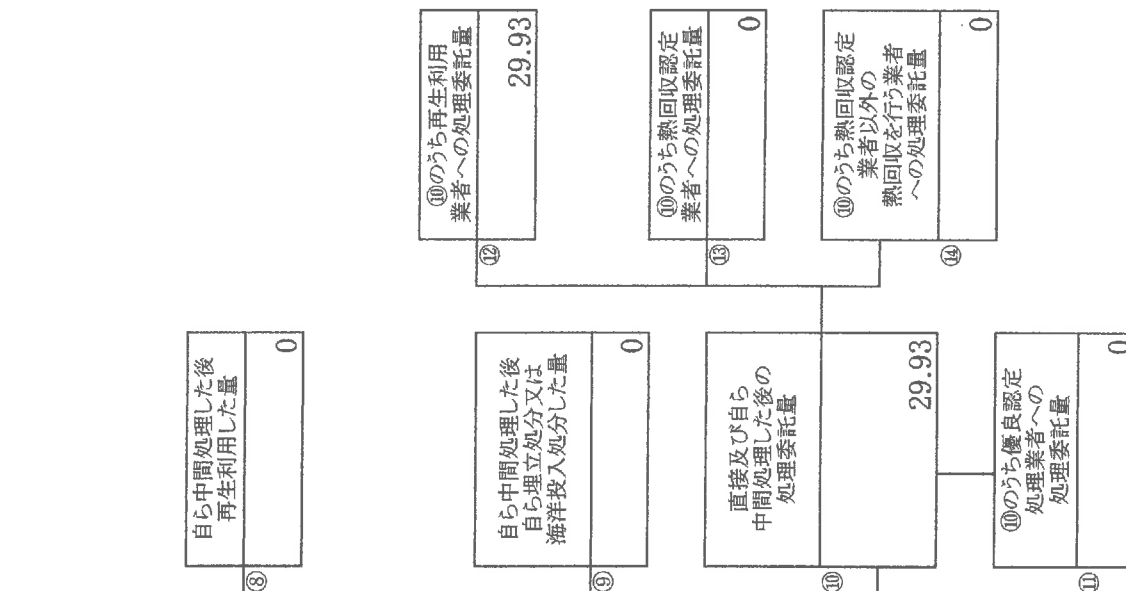 ⑧
自ら中間処理した後
再生利用した量
0
⑨
自ら中間処理した後
自ら埋立処分又は
海洋投入処分した量
0
⑩
直接及び自ら
中間処理した後の
処理委託量
29.93
⑪
⑩のうち優良認定
処理業者への
処理委託量
0
⑫
⑩のうち再生利用
業者への処理委託量
29.93
⑬
⑩のうち熱回収認定
業者への処理委託量
0
⑭
⑩のうち熱回収認定
業者以外の
熱回収を行う業者
への処理委託量
0